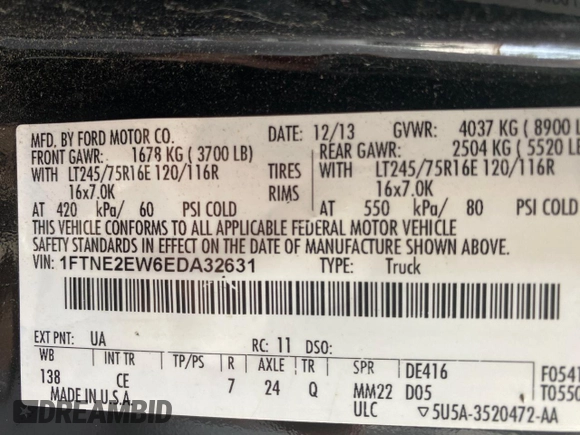 MFD. BY FORD MOTOR CO.
DATE: 12/13 GVWR: 4037 KG ( 8900
FRONT GAWR: 1678 KG ( 3700 LB)
REAR GAWR: 2504 KG ( 5520 LB
WITH LT245/75R16E 120/116R TIRES WITH LT245/75R16E 120/116R
16x7.0K RIMS 16x7.0K
AT 420 kPa/ 60 PSI COLD AT 550 kPa/ 80 PSI COLD
THIS VEHICLE CONFORMS TO ALL APPLICABLE FEDERAL MOTOR VEHICLE
SAFETY STANDARDS IN EFFECT ON THE DATE OF MANUFACTURE SHOWN ABOVE.
VIN: 1FTNE2EW6EDA32631 TYPE: Truck
EXT PNT: UA RC: 11 DSO:
WB INT TR TP/PS R AXLE TR SPR DE416 F0541
138 CE 7 24 Q MM22 D05 T0550
MADE IN U.S.A. ULC ▽5U5A-3520472-AA
DREAMBID